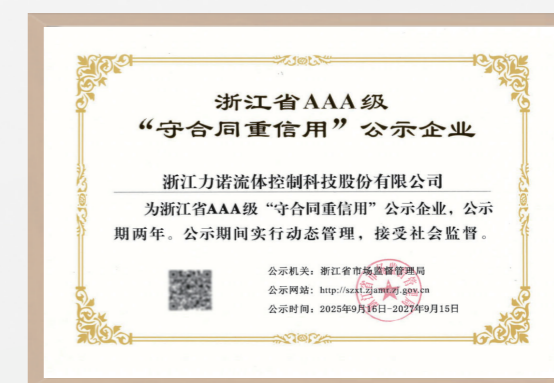 浙江省AAA级
“守合同重信用”公示企业
浙江力诺流体控制科技股份有限公司
为浙江省AAA级“守合同重信用”公示企业，公示
期两年。公示期间实行动态管理，接受社会监督。
公示机关：浙江省市场监督管理局
公示网站：http://szxt.zjamr.zj.gov.cn
公示时间：2025年9月16日-2027年9月15日